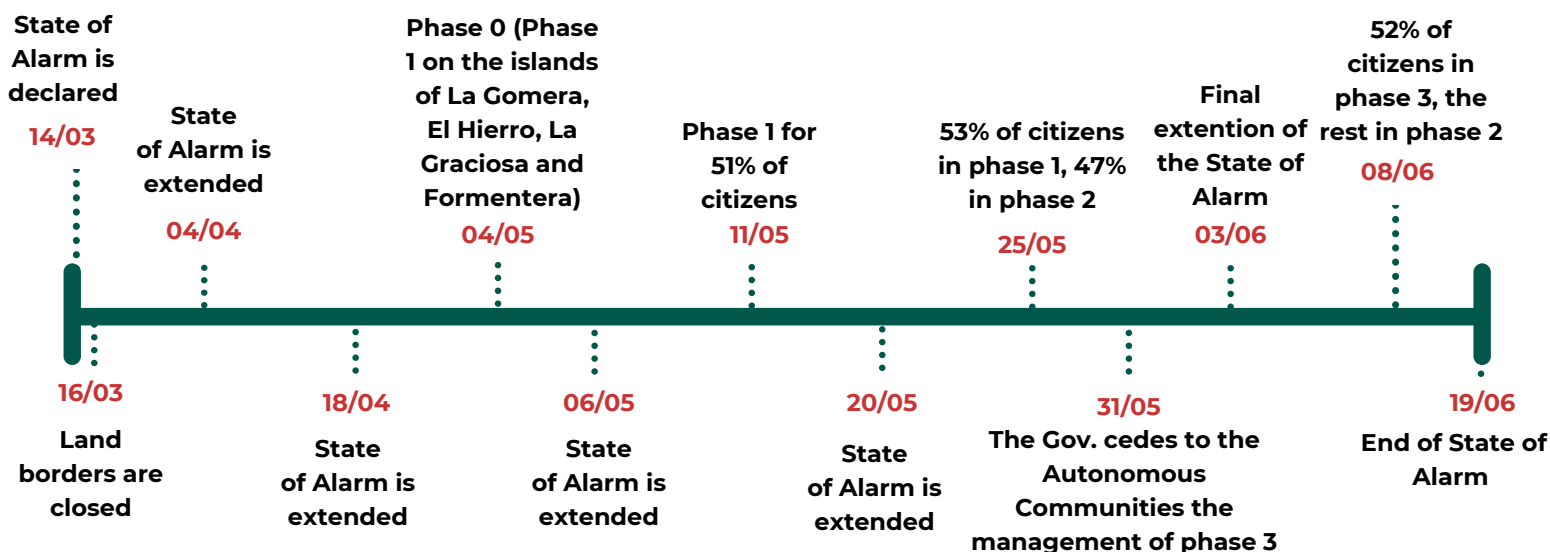 State of
Alarm is
declared
14/03
State
of Alarm is
extended
04/04
Phase 0 (Phase
1 on the islands
of La Gomera,
El Hierro, La
Graciosa and
Formentera)
04/05
Phase 1 for
51% of
citizens
11/05
53% of citizens
in phase 1, 47%
in phase 2
25/05
Final
extention of
the State of
Alarm
03/06
52% of
citizens in
phase 3, the
rest in phase 2
08/06
16/03
Land
borders are
closed
18/04
State
of Alarm is
extended
06/05
State
of Alarm is
extended
20/05
State
of Alarm is
extended
31/05
The Gov. cedes to the
Autonomous
Communities the
management of phase 3
19/06
End of State of
Alarm